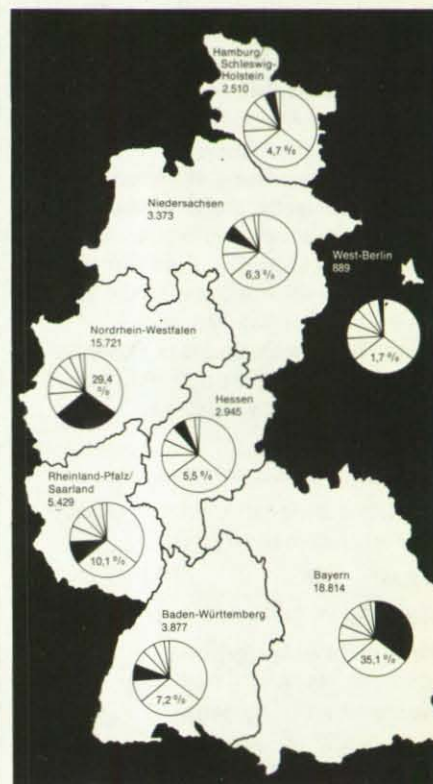 Hamburg/
Schleswig-
Holstein
2.510
4,7 %
Niedersachsen
3.373
6,3 %
West-Berlin
889
1,7 %
Nordrhein-Westfalen
15.721
29,4
%
Hessen
2.945
5,5 %
Rheinland-Pfalz/
Saarland
5.429
10,1 %
Bayern
18.814
35,1 %
Baden-Württemberg
3.877
7,2 %